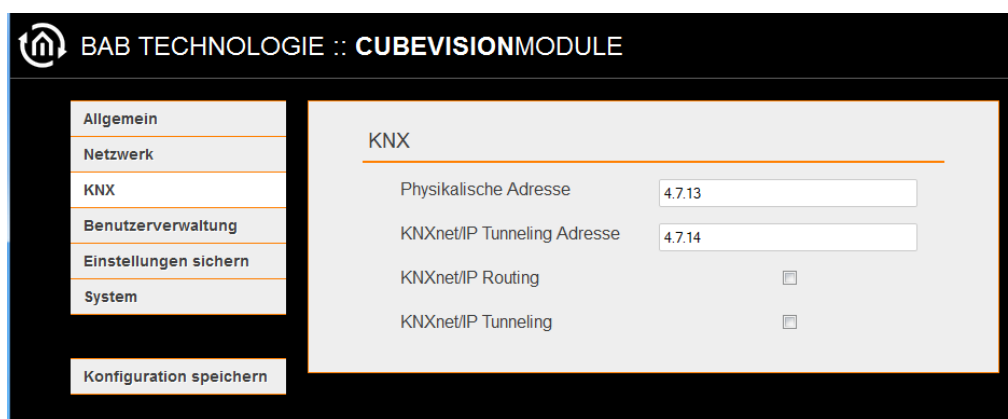 BAB TECHNOLOGIE :: CUBEVISIONMODULE
Allgemein
Netzwerk
KNX
Benutzerverwaltung
Einstellungen sichern
System
Konfiguration speichern
KNX
Physikalische Adresse 4.7.13
KNXnet/IP Tunneling Adresse 4.7.14
KNXnet/IP Routing
KNXnet/IP Tunneling